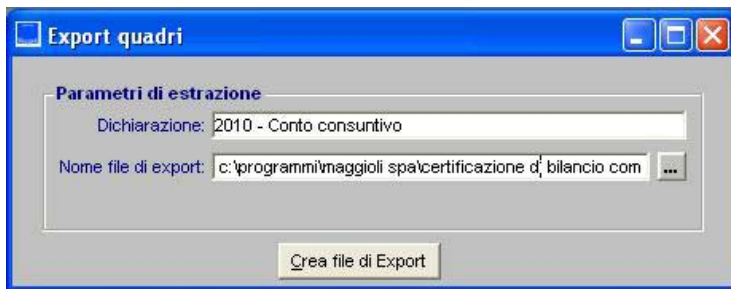 Export quadri
Parametri di estrazione
Dichiarazione: 2010 - Conto consuntivo
Nome file di export: c:\programmi\maggioli spa\certificazione di bilancio com ...
Crea file di Export